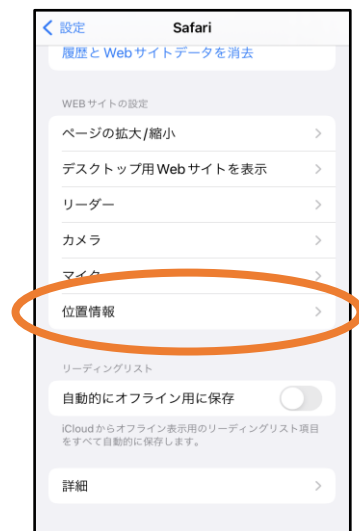 設定
Safari
履歴とWebサイトデータを消去
WEBサイトの設定
ページの拡大/縮小
デスクトップ用Webサイトを表示
リーダー
カメラ
マイク
位置情報
リーディングリスト
自動的にオフライン用に保存
iCloudからオフライン表示用のリーディングリスト項目
をすべて自動的に保存します。
詳細